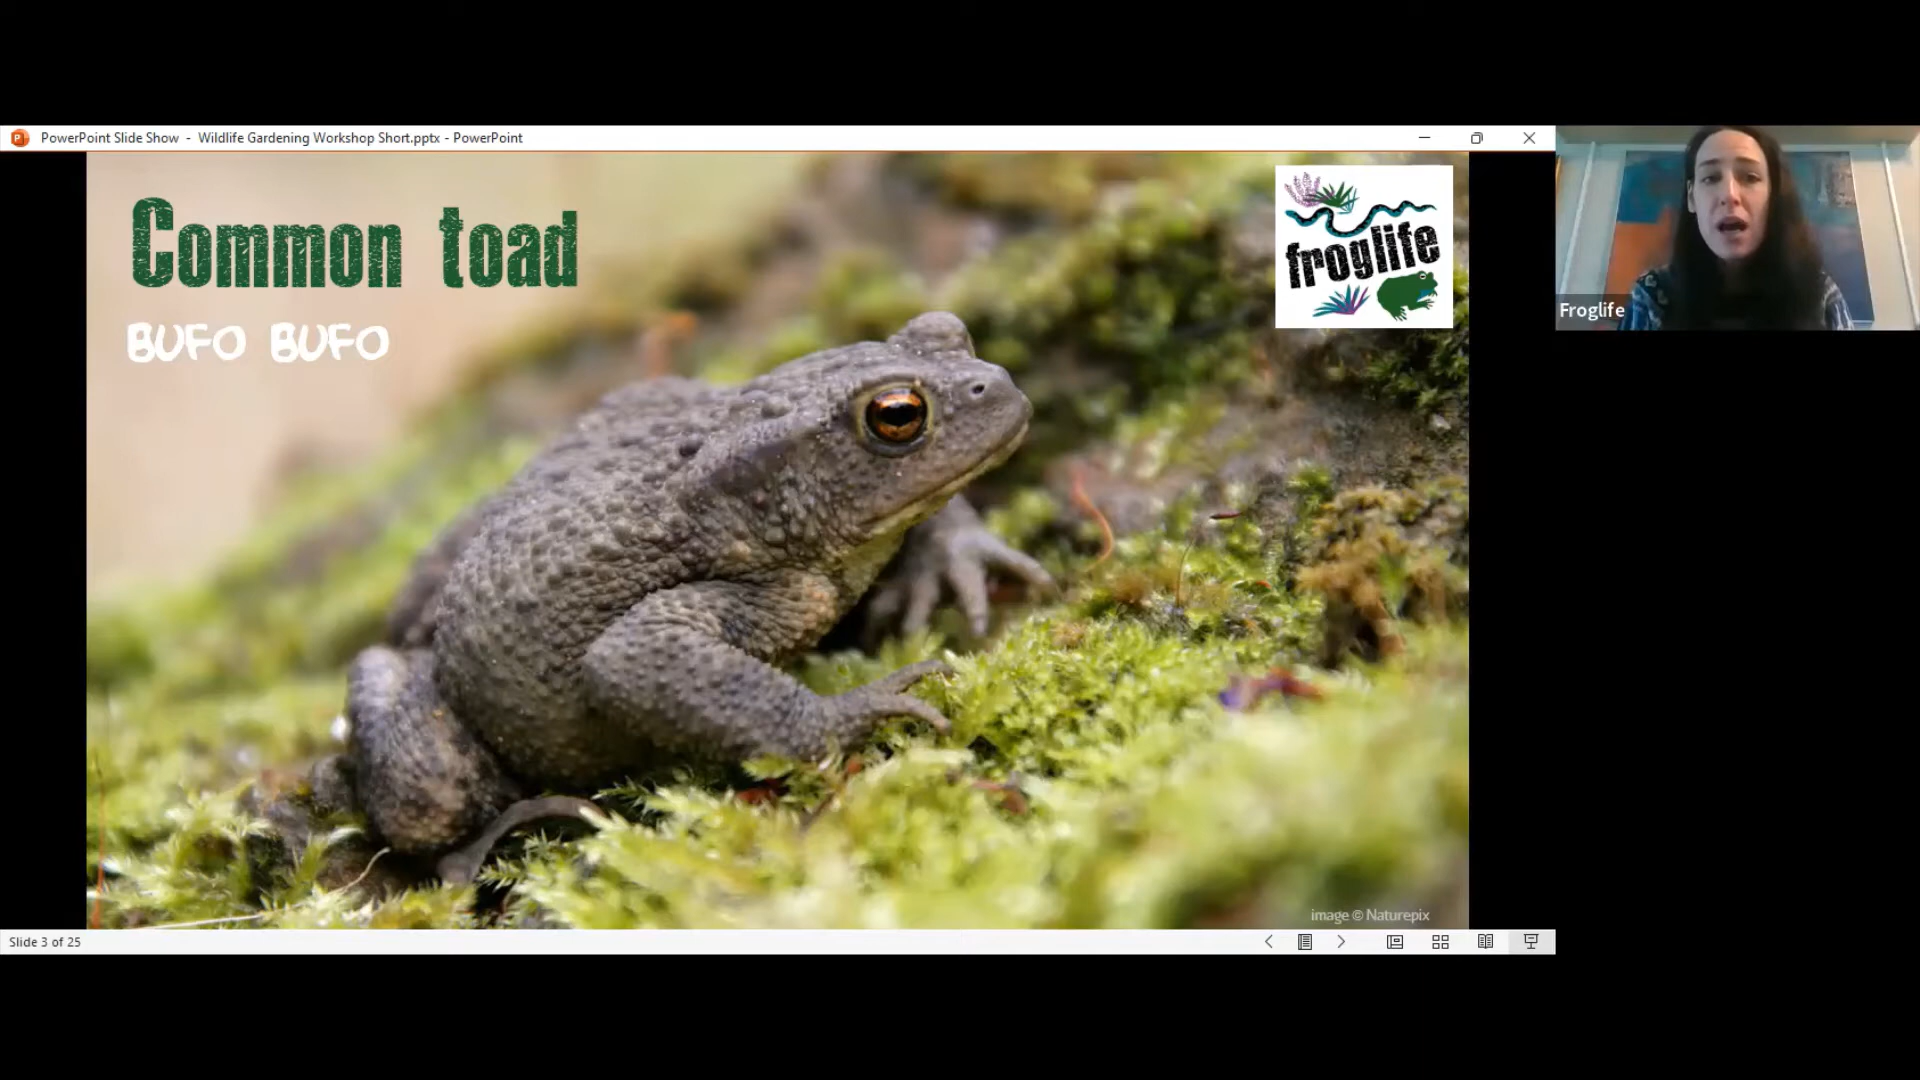 PowerPoint Slide Show - Wildlife Gardening Workshop Short.pptx - PowerPoint
Common toad
BUFO BUFO
froglife
Froglife
image © Naturepix
Slide 3 of 25